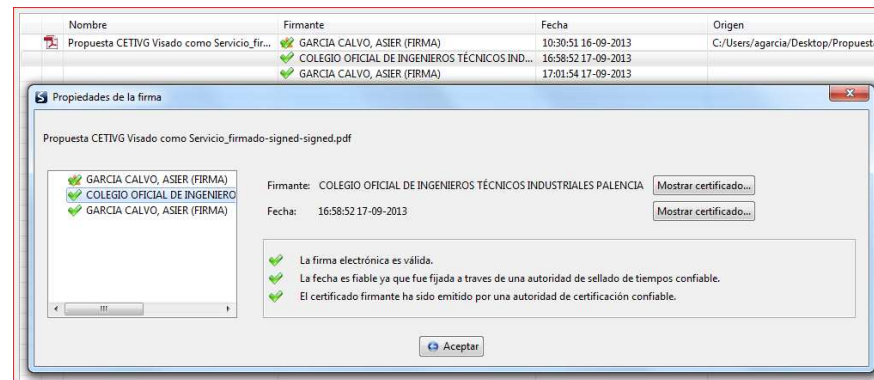 Nombre Firmante Fecha Origen
Propuesta CETIVG Visado como Servicio_fir... GARCIA CALVO, ASIER (FIRMA) 10:30:51 16-09-2013 C:/Users/agarcia/Desktop/Propuest
COLEGIO OFICIAL DE INGENIEROS TÉCNICOS IND... 16:58:52 17-09-2013
GARCIA CALVO, ASIER (FIRMA) 17:01:54 17-09-2013
Propiedades de la firma
Propuesta CETIVG Visado como Servicio_firmado-signed-signed.pdf
GARCIA CALVO, ASIER (FIRMA)
COLEGIO OFICIAL DE INGENIERO
GARCIA CALVO, ASIER (FIRMA)
Firmante: COLEGIO OFICIAL DE INGENIEROS TÉCNICOS INDUSTRIALES PALENCIA Mostrar certificado...
Fecha: 16:58:52 17-09-2013 Mostrar certificado...
La firma electrónica es válida.
La fecha es fiable ya que fue fijada a traves de una autoridad de sellado de tiempos confiable.
El certificado firmante ha sido emitido por una autoridad de certificación confiable.
Aceptar